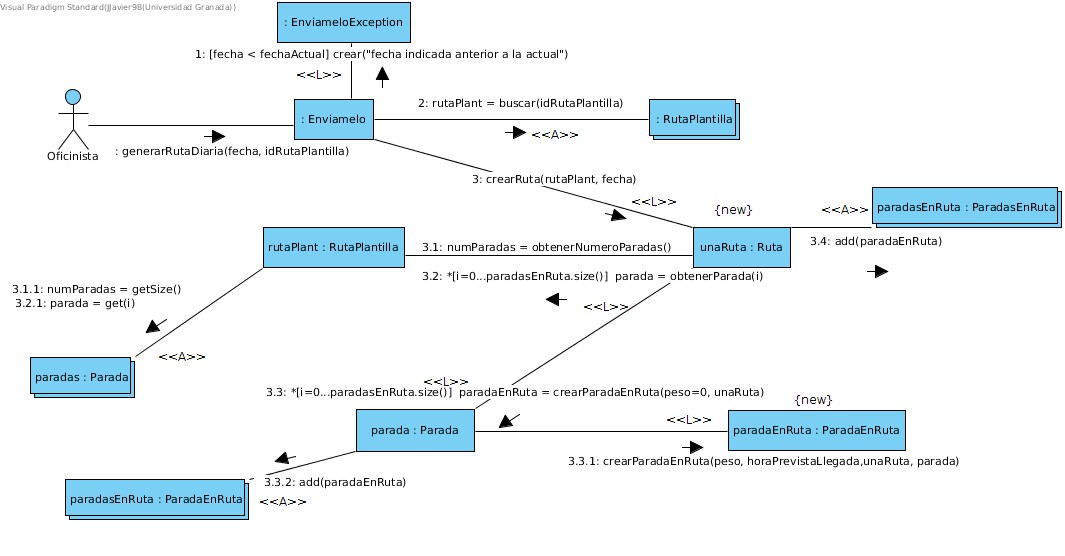 Visual Paradigm Standard(JJavier98(Universidad Granada))
: EnviameloException
1: [fecha < fechaActual] crear("fecha indicada anterior a la actual")
<<L>>
2: rutaPlant = buscar(idRutaPlantilla)
: Enviamelo
: RutaPlantilla
<<A>>
Oficinista
: generarRutaDiaria(fecha, idRutaPlantilla)
3: crearRuta(rutaPlant, fecha)
<<L>>
{new}
<<A>>
paradasEnRuta : ParadasEnRuta
3.4: add(paradaEnRuta)
rutaPlant : RutaPlantilla
3.1: numParadas = obtenerNumeroParadas()
unaRuta : Ruta
3.2: *[i=0...paradasEnRuta.size()]  parada = obtenerParada(i)
3.1.1: numParadas = getSize()
3.2.1: parada = get(i)
<<L>>
<<A>>
paradas : Parada
<<L>>
3.3: *[i=0...paradasEnRuta.size()]  paradaEnRuta = crearParadaEnRuta(peso=0, unaRuta)
{new}
<<L>>
parada : Parada
paradaEnRuta : ParadaEnRuta
3.3.1: crearParadaEnRuta(peso, horaPrevistaLlegada,unaRuta, parada)
3.3.2: add(paradaEnRuta)
paradasEnRuta : ParadaEnRuta
<<A>>